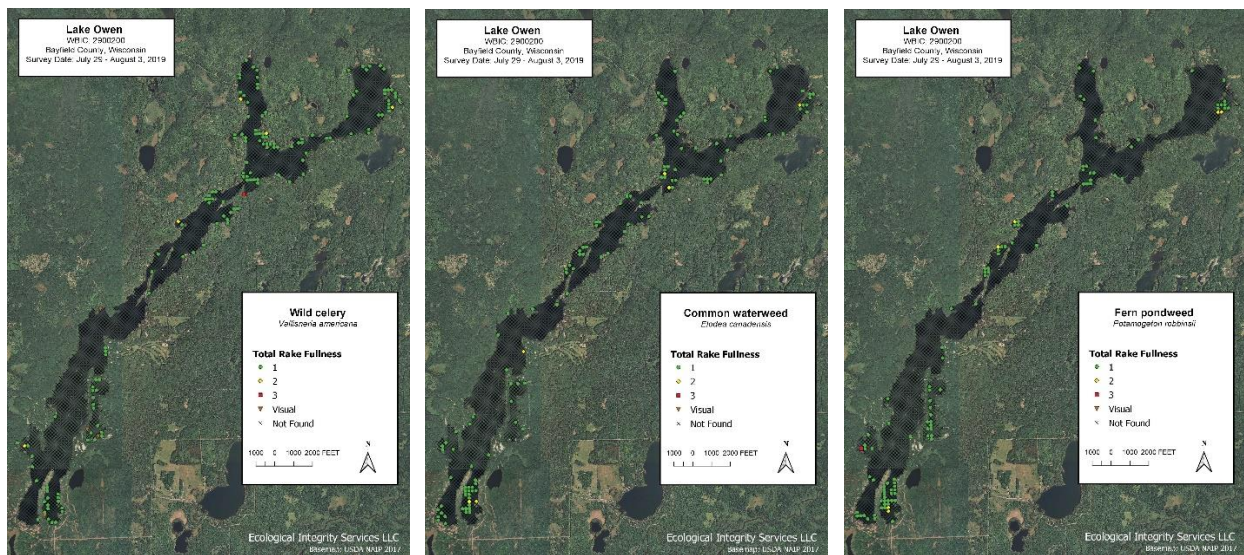 Lake Owen
WBIC: 2900200
Bayfield County, Wisconsin
Survey Date: July 29 - August 3, 2019
Wild celery
Vallisneria americana
Total Rake Fullness
1
2
3
Visual
Not Found
N
1000 0 1000 2000 FEET
Ecological Integrity Services LLC
Basemap: USDA NAIP 2017
Lake Owen
WBIC: 2900200
Bayfield County, Wisconsin
Survey Date: July 29 - August 3, 2019
Common waterweed
Elodea canadensis
Total Rake Fullness
1
2
3
Visual
Not Found
N
1000 0 1000 2000 FEET
Ecological Integrity Services LLC
Basemap: USDA NAIP 2017
Lake Owen
WBIC: 2900200
Bayfield County, Wisconsin
Survey Date: July 29 - August 3, 2019
Fern pondweed
Potamogeton robbinsii
Total Rake Fullness
1
2
3
Visual
Not Found
N
1000 0 1000 2000 FEET
Ecological Integrity Services LLC
Basemap: USDA NAIP 2017